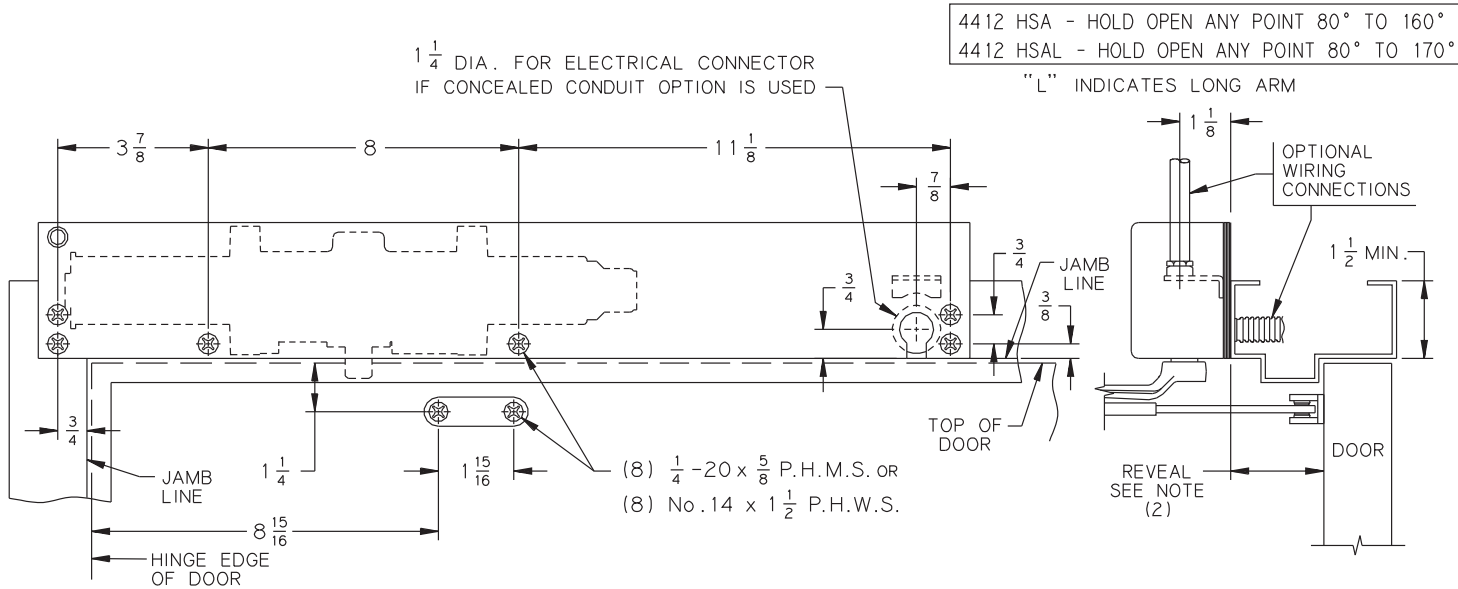 4412 HSA - HOLD OPEN ANY POINT 80° TO 160°
4412 HSAL - HOLD OPEN ANY POINT 80° TO 170°
"L" INDICATES LONG ARM
1 1/4 DIA. FOR ELECTRICAL CONNECTOR
IF CONCEALED CONDUIT OPTION IS USED
3 7/8
8
11 1/8
7/8
1 1/8
OPTIONAL
WIRING
CONNECTIONS
1 1/2 MIN.
3/4
3/4
JAMB
LINE
3/8
3/4
JAMB
LINE
1 1/4
1 15/16
8 15/16
HINGE EDGE
OF DOOR
(8) 1/4-20 x 5/8 P.H.M.S. OR
(8) No.14 x 1 1/2 P.H.W.S.
TOP OF
DOOR
REVEAL
SEE NOTE
(2)
DOOR